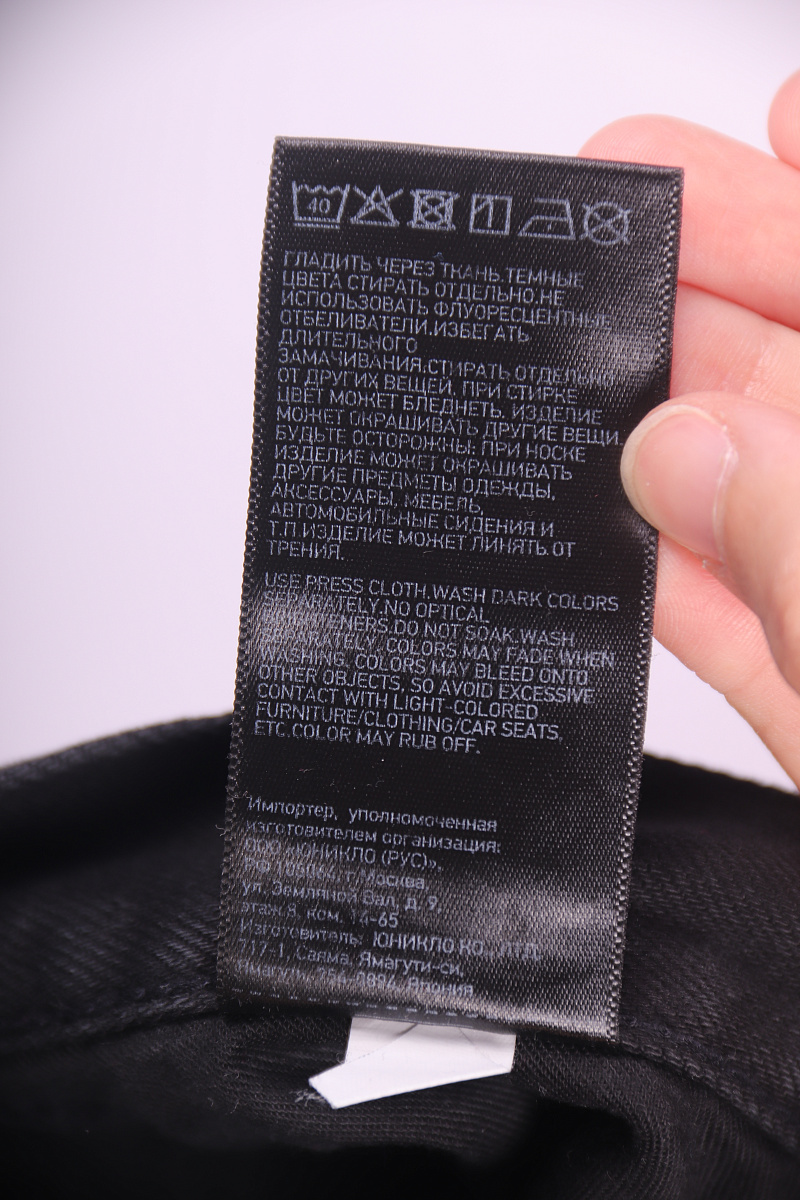 40
ГЛАДИТЬ ЧЕРЕЗ ТКАНЬ.ТЕМНЫЕ
ЦВЕТА СТИРАТЬ ОТДЕЛЬНО.НЕ
ИСПОЛЬЗОВАТЬ ФЛУОРЕСЦЕНТНЫЕ
ОТБЕЛИВАТЕЛИ.ИЗБЕГАТЬ
ДЛИТЕЛЬНОГО
ЗАМАЧИВАНИЯ.СТИРАТЬ ОТДЕЛЬНО
ОТ ДРУГИХ ВЕЩЕЙ, ПРИ СТИРКЕ
ЦВЕТ МОЖЕТ БЛЕДНЕТЬ. ИЗДЕЛИЕ
МОЖЕТ ОКРАШИВАТЬ ДРУГИЕ ВЕЩИ.
БУДЬТЕ ОСТОРОЖНЫ: ПРИ НОСКЕ
ИЗДЕЛИЕ МОЖЕТ ОКРАШИВАТЬ
ДРУГИЕ ПРЕДМЕТЫ ОДЕЖДЫ,
АКСЕССУАРЫ, МЕБЕЛЬ,
АВТОМОБИЛЬНЫЕ СИДЕНИЯ И
Т.П.ИЗДЕЛИЕ МОЖЕТ ЛИНЯТЬ ОТ
ТРЕНИЯ.
USE PRESS CLOTH.WASH DARK COLORS
SEPARATELY.NO OPTICAL
BRIGHTENERS.DO NOT SOAK.WASH
SEPARATELY, COLORS MAY FADE WHEN
WASHING. COLORS MAY BLEED ONTO
OTHER OBJECTS, SO AVOID EXCESSIVE
CONTACT WITH LIGHT-COLORED
FURNITURE/CLOTHING/CAR SEATS,
ETC.COLOR MAY RUB OFF.
Импортер, уполномоченная
изготовителем организация:
ООО «ЮНИКЛО (РУС)»,
Москва,
ул. Земляной Вал, д. 9,
этаж 8, ком. 14-65
Изготовитель: ЮНИКЛО КО., ЛТД
717-1, Саяма, Ямагути-си,
Япония